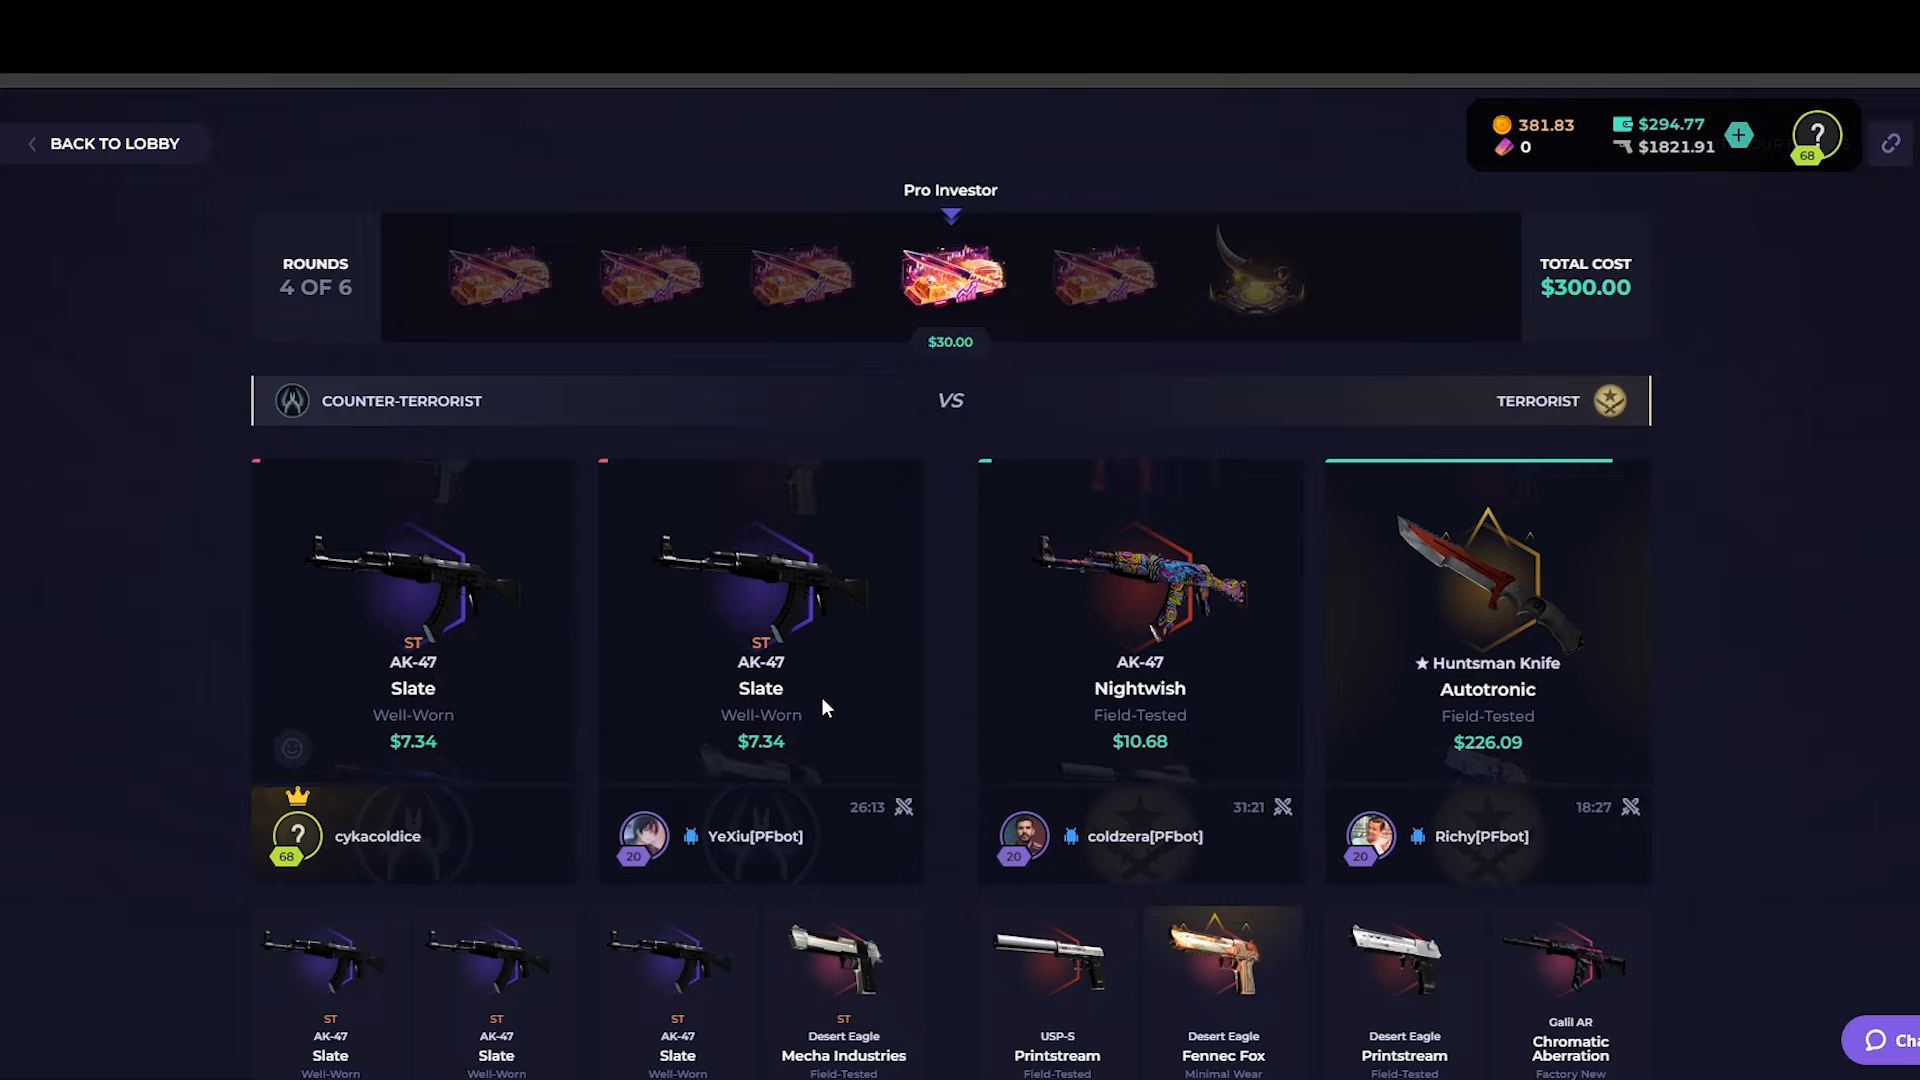 BACK TO LOBBY
381.83
$294.77
0
$1821.91
68
Pro Investor
ROUNDS
4 OF 6
TOTAL COST
$300.00
$30.00
COUNTER-TERRORIST
VS
TERRORIST
ST
AK-47
Slate
Well-Worn
$7.34
ST
AK-47
Slate
Well-Worn
$7.34
AK-47
Nightwish
Field-Tested
$10.68
★ Huntsman Knife
Autotronic
Field-Tested
$226.09
68
cykacoldice
26:13
20
YeXiu[PFbot]
31:21
20
coldzera[PFbot]
18:27
20
Richy[PFbot]
ST
AK-47
Slate
Well-Worn
ST
AK-47
Slate
Well-Worn
ST
AK-47
Slate
Well-Worn
ST
Desert Eagle
Mecha Industries
Field-Tested
USP-S
Printstream
Field-Tested
Desert Eagle
Fennec Fox
Minimal Wear
Desert Eagle
Printstream
Field-Tested
Galil AR
Chromatic
Aberration
Factory New